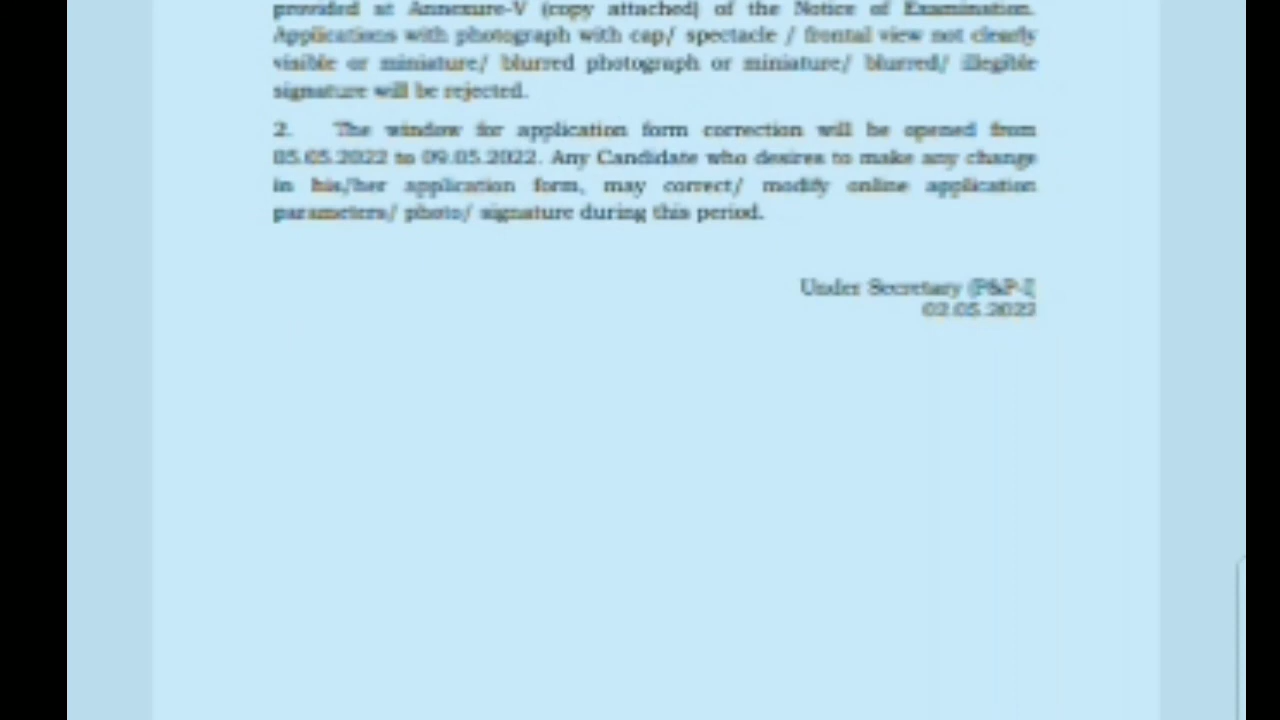 provided at Annexure-V (copy attached) of the Notice of Examination.
Applications with photograph with cap/ spectacle / frontal view not clearly
visible or miniature/ blurred photograph or miniature/ blurred/ illegible
signature will be rejected.
2. The window for application form correction will be opened from
05.05.2022 to 09.05.2022. Any Candidate who desires to make any change
in his/her application form, may correct/ modify online application
parameters/ photo/ signature during this period.
Under Secretary (P&P-I)
02.05.2022